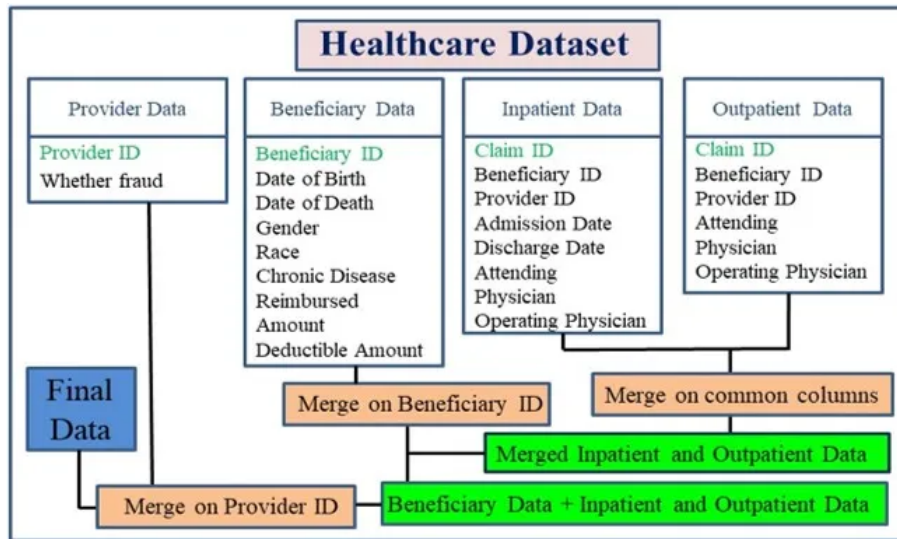 Healthcare Dataset
Provider Data
Provider ID
Whether fraud
Beneficiary Data
Beneficiary ID
Date of Birth
Date of Death
Gender
Race
Chronic Disease
Reimbursed
Amount
Deductible Amount
Inpatient Data
Claim ID
Beneficiary ID
Provider ID
Admission Date
Discharge Date
Attending
Physician
Operating Physician
Outpatient Data
Claim ID
Beneficiary ID
Provider ID
Attending
Physician
Operating Physician
Final
Data
Merge on Beneficiary ID
Merge on common columns
Merged Inpatient and Outpatient Data
Merge on Provider ID
Beneficiary Data + Inpatient and Outpatient Data